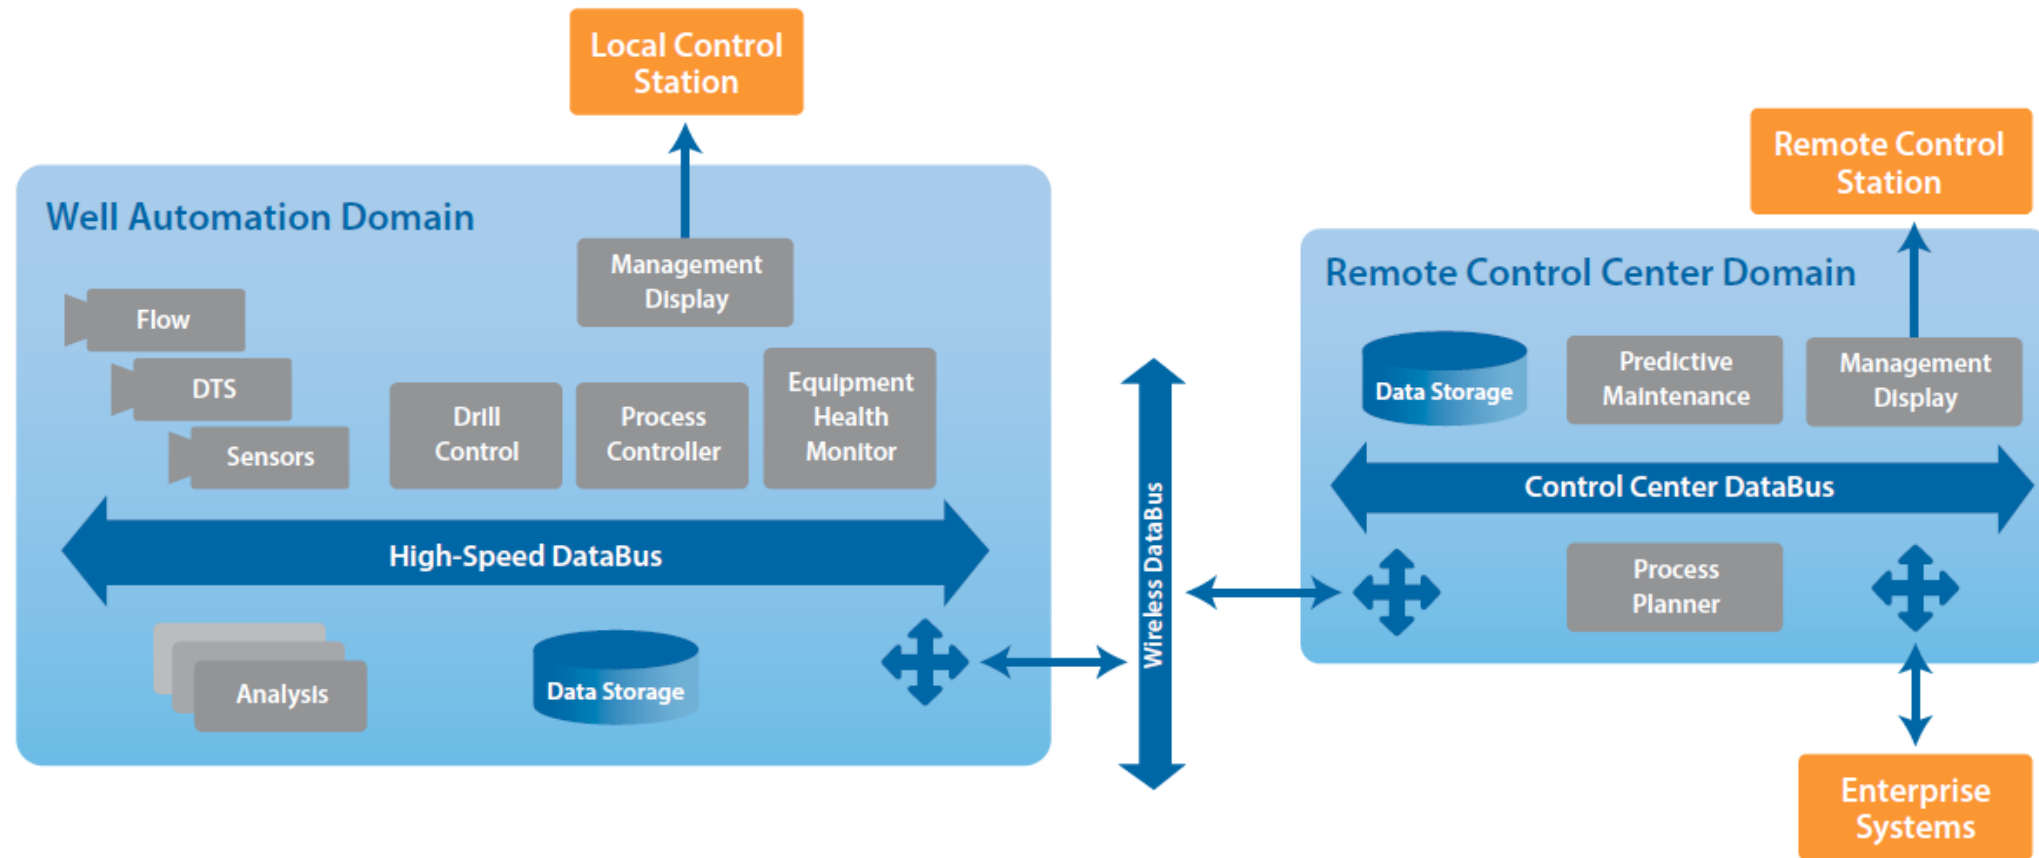 Local Control
Station
Remote Control
Station
Well Automation Domain
Management
Display
Flow
DTS
Sensors
Drill
Control
Process
Controller
Equipment
Health
Monitor
High-Speed DataBus
Analysis
Data Storage
Wireless DataBus
Remote Control Center Domain
Data Storage
Predictive
Maintenance
Management
Display
Control Center DataBus
Process
Planner
Enterprise
Systems